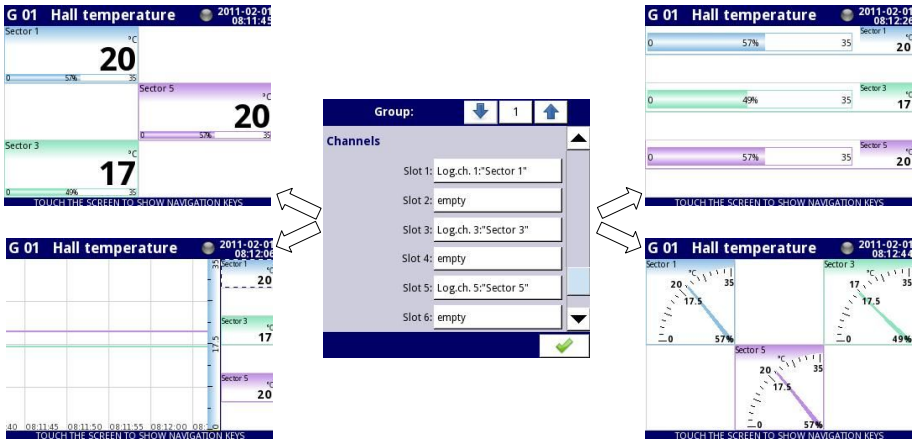 G 01 Hall temperature 2011-02-01 08:11:45
Sector 1
°C
20
0 57% 35
Sector 5
°C
20
0 57% 35
Sector 3
°C
17
0 49% 35
TOUCH THE SCREEN TO SHOW NAVIGATION KEYS
G 01 Hall temperature 2011-02-01 08:12:06
Sector 1
°C
20
Sector 3
°C
17
Sector 5
°C
20
35
17.5
0
:40 08:11:45 08:11:50 08:11:55 08:12:00 08:1
TOUCH THE SCREEN TO SHOW NAVIGATION KEYS
Group: 1
Channels
Slot 1: Log.ch. 1:"Sector 1"
Slot 2: empty
Slot 3: Log.ch. 3:"Sector 3"
Slot 4: empty
Slot 5: Log.ch. 5:"Sector 5"
Slot 6: empty
G 01 Hall temperature 2011-02-01 08:12:26
0 57% 35
Sector 1
°C
20
0 49% 35
Sector 3
°C
17
0 57% 35
Sector 5
°C
20
TOUCH THE SCREEN TO SHOW NAVIGATION KEYS
G 01 Hall temperature 2011-02-01 08:12:44
Sector 1
°C
20 35
17.5
0 57%
Sector 3
°C
17 35
17.5
0 49%
Sector 5
°C
20 35
17.5
0 57%
TOUCH THE SCREEN TO SHOW NAVIGATION KEYS